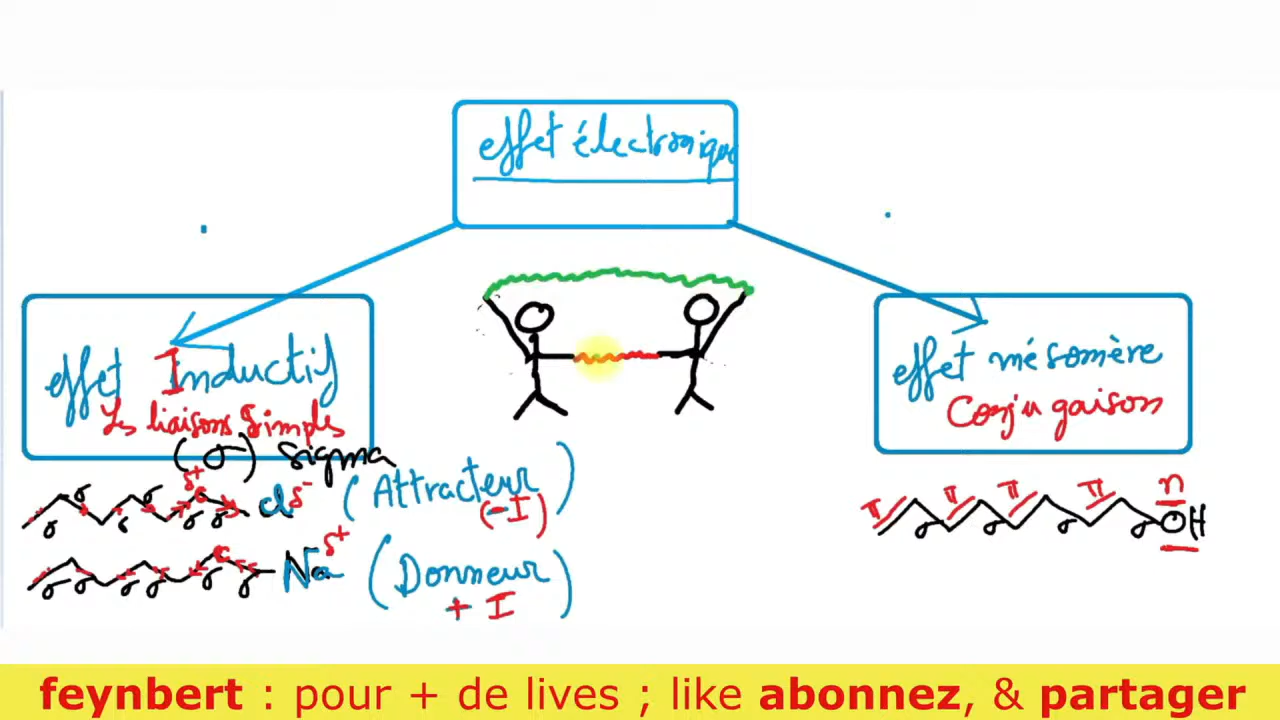 effet électronique
effet Inductif
Les liaisons simples
(σ) sigma
σ σ σ σ σ σ δ+ c Cl δ- (Attracteur)
(-I)
σ σ σ σ σ σ c Na δ+ (Donneur)
+ I
effet mésomère
Conjugaison
π π π π n
σ σ σ σ OH
feynbert : pour + de lives ; like abonnez, & partager